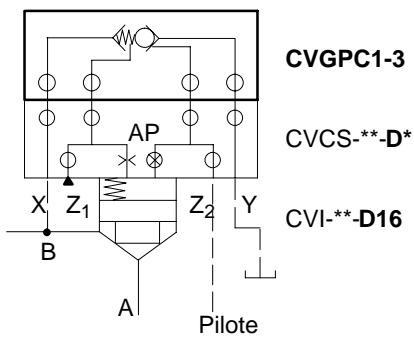 CVGPC1-3
AP
CVCS-**-D*
X Z1 Z2 Y
CVI-**-D16
B
A
Pilote